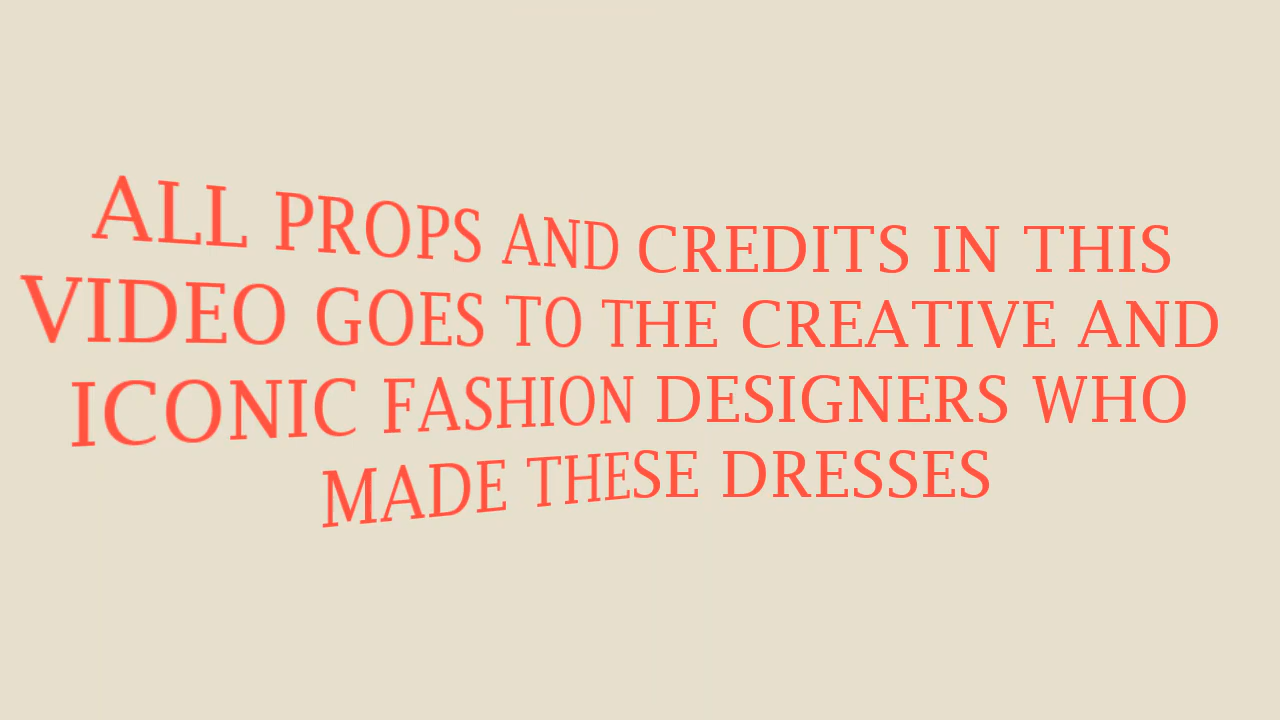 ALL PROPS AND CREDITS IN THIS
VIDEO GOES TO THE CREATIVE AND
ICONIC FASHION DESIGNERS WHO
MADE THESE DRESSES